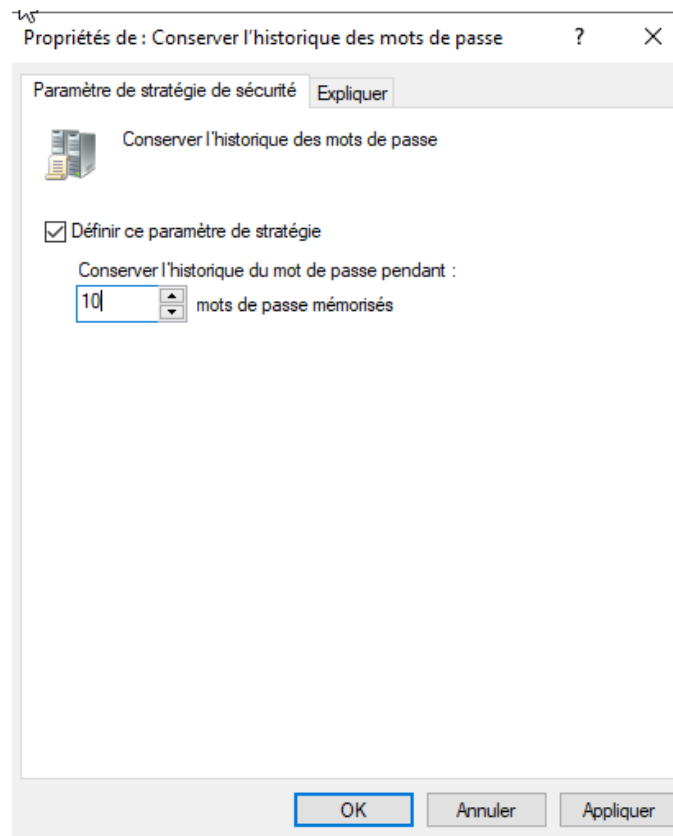 Propriétés de : Conserver l'historique des mots de passe ? X
Paramètre de stratégie de sécurité Expliquer
Conserver l'historique des mots de passe
Définir ce paramètre de stratégie
Conserver l'historique du mot de passe pendant :
10 mots de passe mémorisés
OK Annuler Appliquer